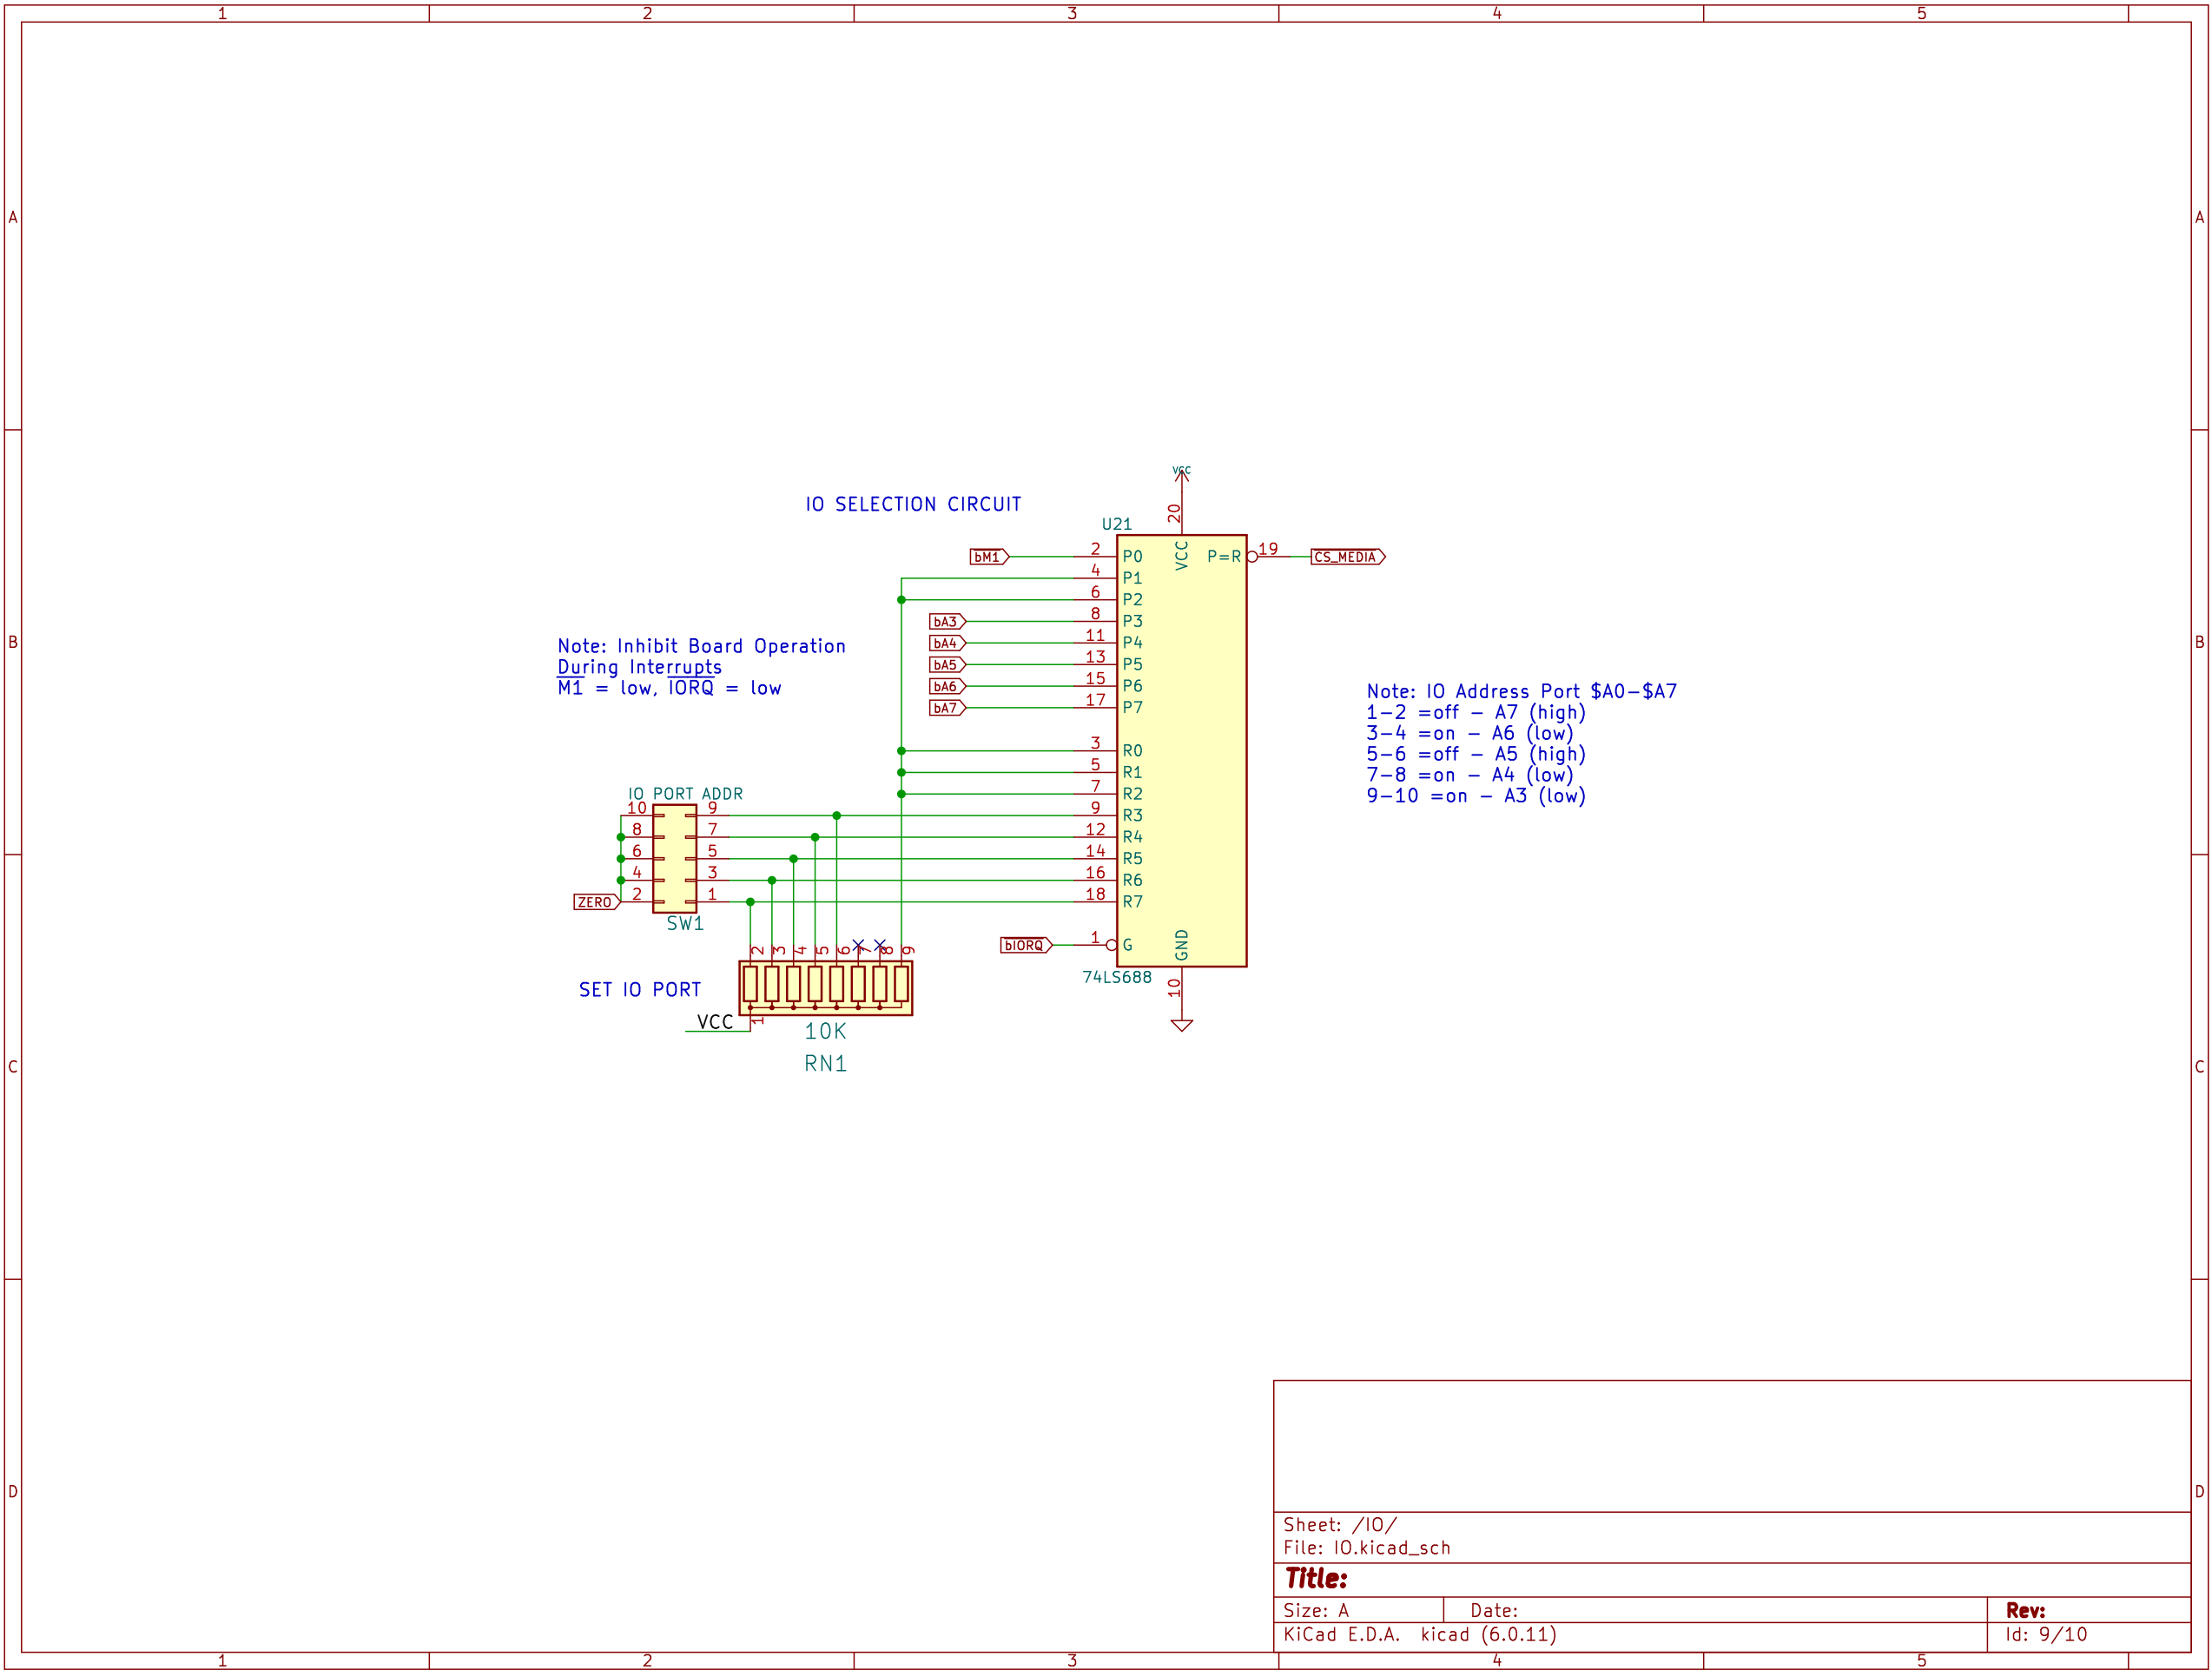 1 2 3 4 5
A A
VCC
IO SELECTION CIRCUIT
20
U21
bM1 2 P0 VCC P=R 19 CS_MEDIA
4 P1
6 P2
bA3 8 P3
B bA4 11 P4 B
bA5 13 P5
bA6 15 P6
bA7 17 P7
Note: Inhibit Board Operation
During Interrupts
M1 = low, IORQ = low
Note: IO Address Port $A0-$A7
1-2 =off - A7 (high)
3-4 =on - A6 (low)
5-6 =off - A5 (high)
7-8 =on - A4 (low)
9-10 =on - A3 (low)
3 R0
5 R1
7 R2
IO PORT ADDR
10 9 9 R3
8 7 12 R4
6 5 14 R5
4 3 16 R6
ZERO 2 1 18 R7
SW1
bIORQ 1 G GND
2 3 4 5 6 7 8 9
74LS688 10
SET IO PORT
VCC 1
10K
RN1
C C
D D
Sheet: /IO/
File: IO.kicad_sch
Title:
Size: A Date: Rev:
KiCad E.D.A. kicad (6.0.11) Id: 9/10
1 2 3 4 5